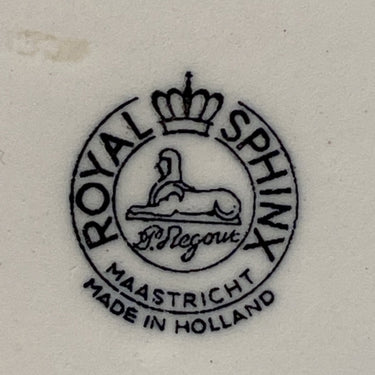 ROYAL SPHINX
P. Regout
MAASTRICHT
MADE IN HOLLAND